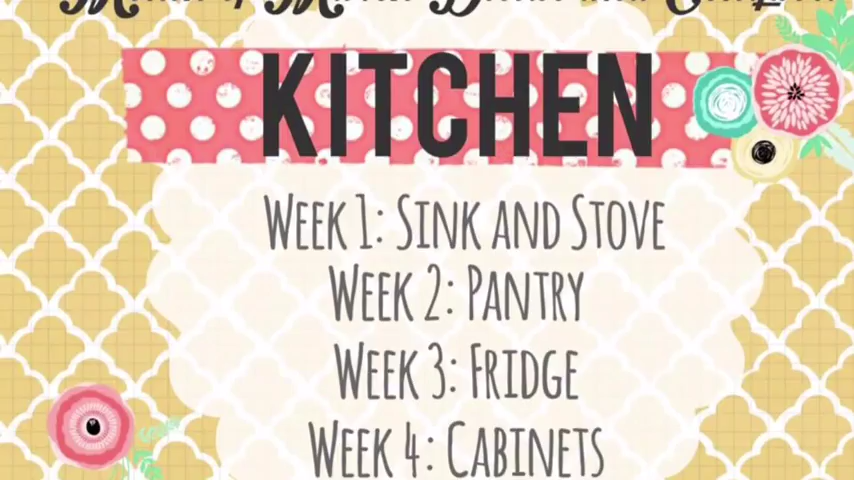 KITCHEN
WEEK 1: SINK AND STOVE
WEEK 2: PANTRY
WEEK 3: FRIDGE
WEEK 4: CABINETS